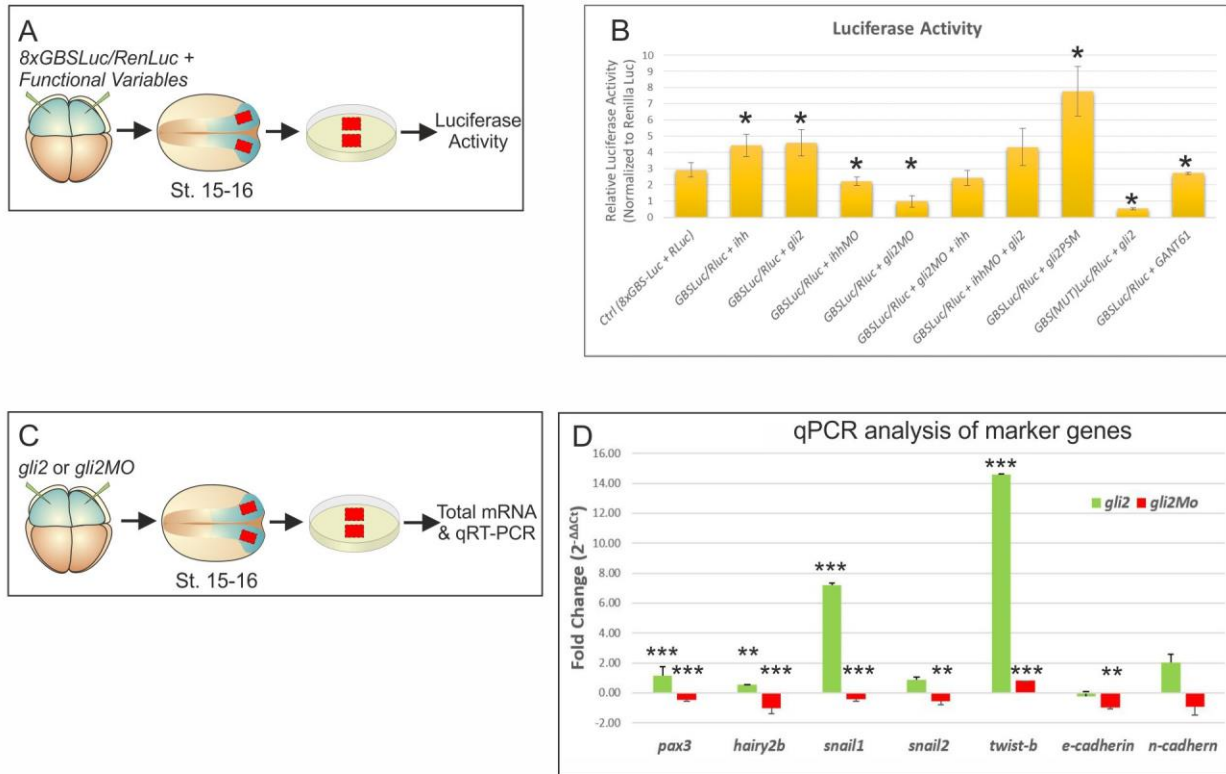 A
8xGBSLuc/RenLuc +
Functional Variables
Luciferase
Activity
St. 15-16
B
Luciferase Activity
Relative Luciferase Activity
(Normalized to Renilla Luc)
10
9
8
7
6
5
4
3
2
1
0
* * * * * * *
Ctrl (8xGBS-Luc + RLuc)
GBSLuc/Rluc + ihh
GBSLuc/Rluc + gli2
GBSLuc/Rluc + ihhMO
GBSLuc/Rluc + gli2MO
GBSLuc/Rluc + gli2MO + ihh
GBSLuc/Rluc + ihhMO + gli2
GBSLuc/Rluc + gli2PSM
GBS(MUT)Luc/Rluc + gli2
GBSLuc/Rluc + GANT61
C
gli2 or gli2MO
Total mRNA
& qRT-PCR
St. 15-16
D
qPCR analysis of marker genes
Fold Change (2-ΔΔCt)
16.00
14.00
12.00
10.00
8.00
6.00
4.00
2.00
0.00
-2.00
gli2 gli2Mo
*** *** ** *** *** *** ** *** *** **
pax3 hairy2b snail1 snail2 twist-b e-cadherin n-cadhern